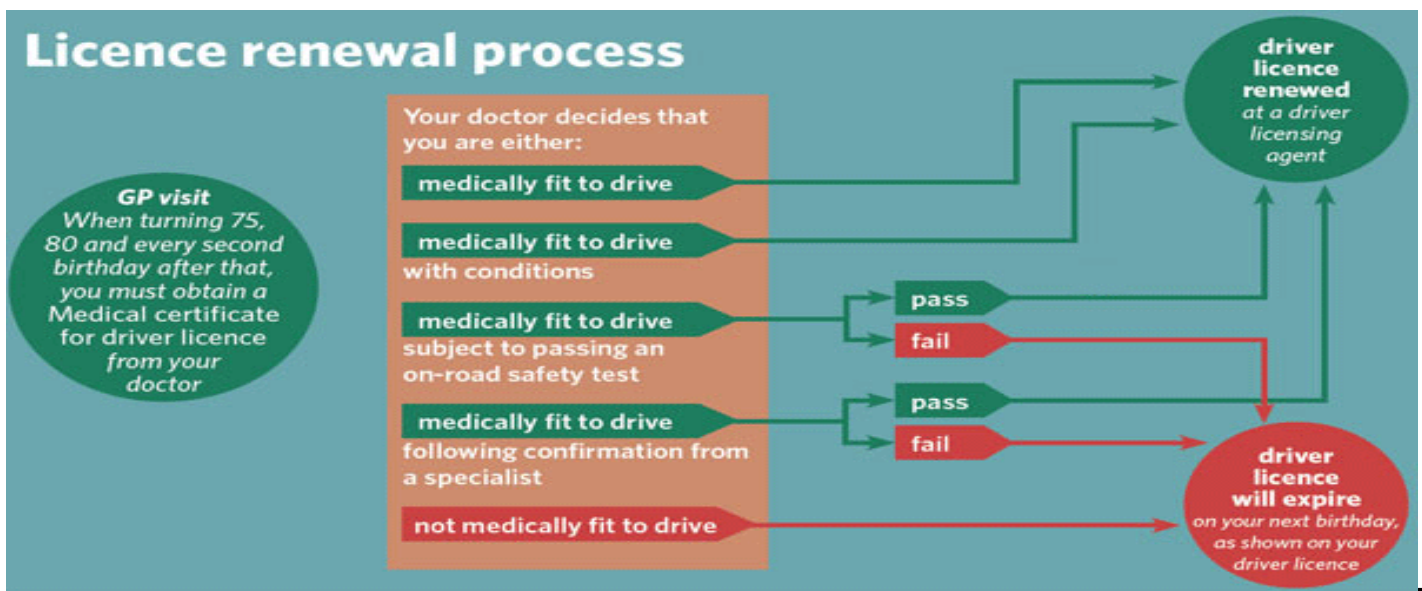 Licence renewal process
GP visit
When turning 75,
80 and every second
birthday after that,
you must obtain a
Medical certificate
for driver licence
from your
doctor
Your doctor decides that
you are either:
medically fit to drive
medically fit to drive
with conditions
medically fit to drive
subject to passing an
on-road safety test
medically fit to drive
following confirmation from
a specialist
not medically fit to drive
pass
fail
pass
fail
driver
licence
renewed
at a driver
licensing
agent
driver
licence
will expire
on your next birthday,
as shown on your
driver licence